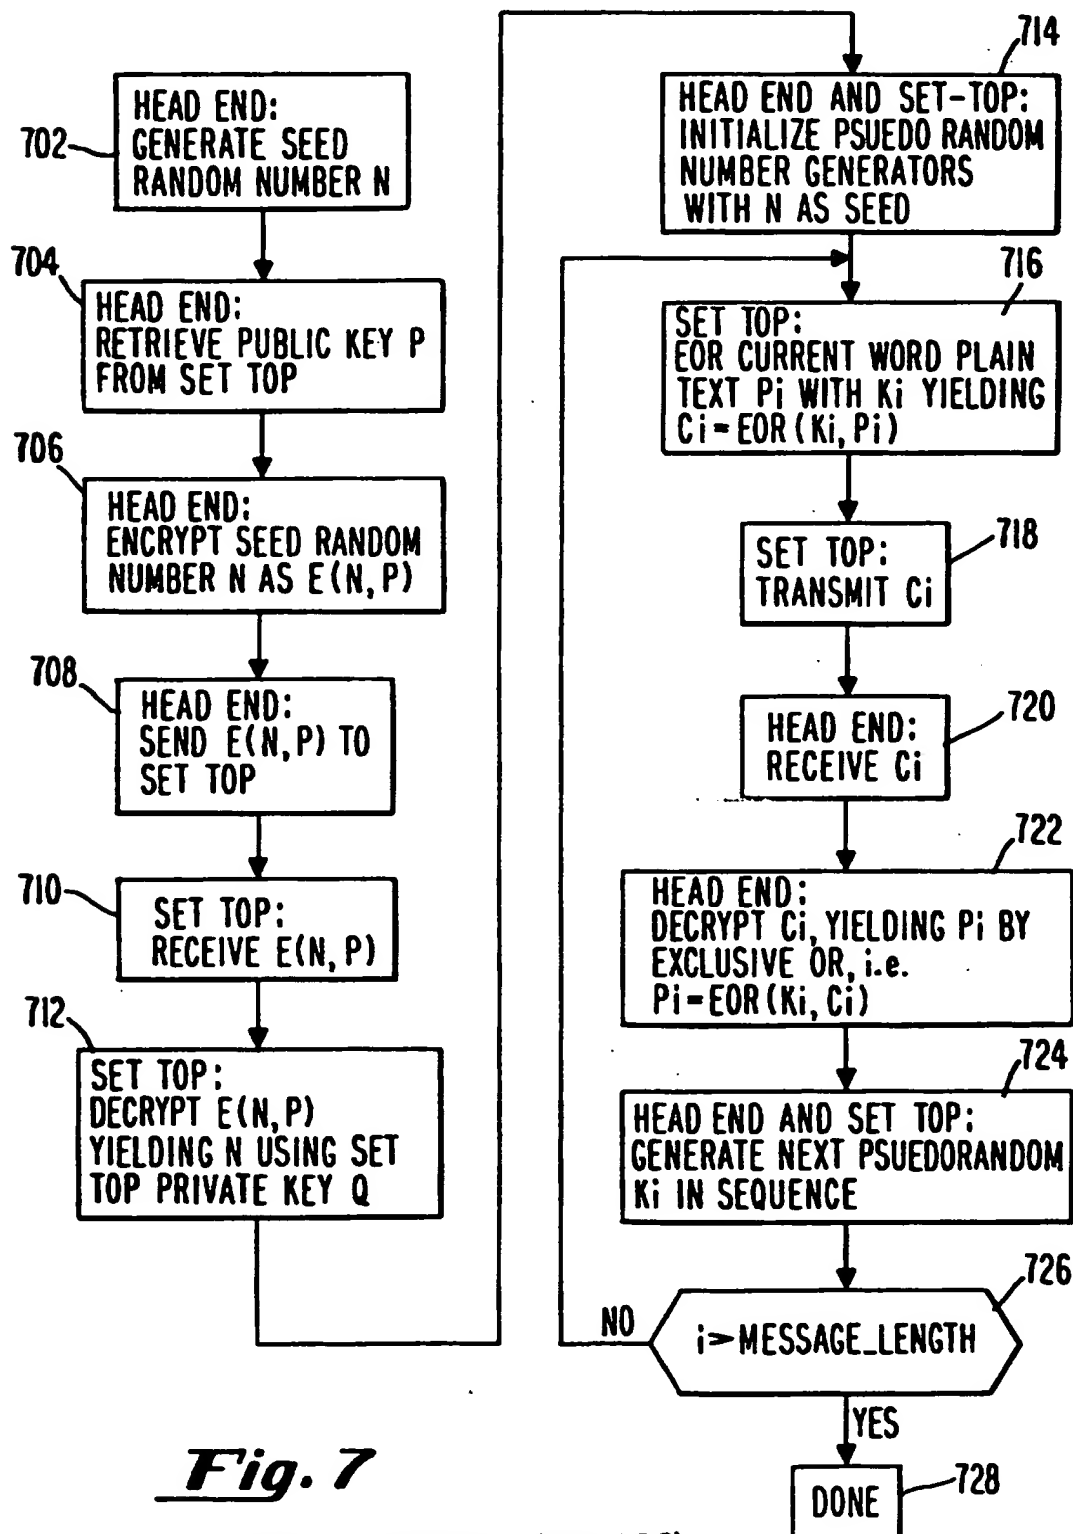 702
HEAD END:
GENERATE SEED
RANDOM NUMBER N
704
HEAD END:
RETRIEVE PUBLIC KEY P
FROM SET TOP
706
HEAD END:
ENCRYPT SEED RANDOM
NUMBER N AS E(N,P)
708
HEAD END:
SEND E(N,P) TO
SET TOP
710
SET TOP:
RECEIVE E(N,P)
712
SET TOP:
DECRYPT E(N,P)
YIELDING N USING SET
TOP PRIVATE KEY Q
714
HEAD END AND SET-TOP:
INITIALIZE PSUEDO RANDOM
NUMBER GENERATORS
WITH N AS SEED
716
SET TOP:
EOR CURRENT WORD PLAIN
TEXT Pi WITH Ki YIELDING
Ci=EOR(Ki,Pi)
718
SET TOP:
TRANSMIT Ci
720
HEAD END:
RECEIVE Ci
722
HEAD END:
DECRYPT Ci, YIELDING Pi BY
EXCLUSIVE OR, i.e.
Pi=EOR(Ki,Ci)
724
HEAD END AND SET TOP:
GENERATE NEXT PSUEDORANDOM
Ki IN SEQUENCE
726
i>MESSAGE_LENGTH
NO
YES
728
DONE
Fig. 7